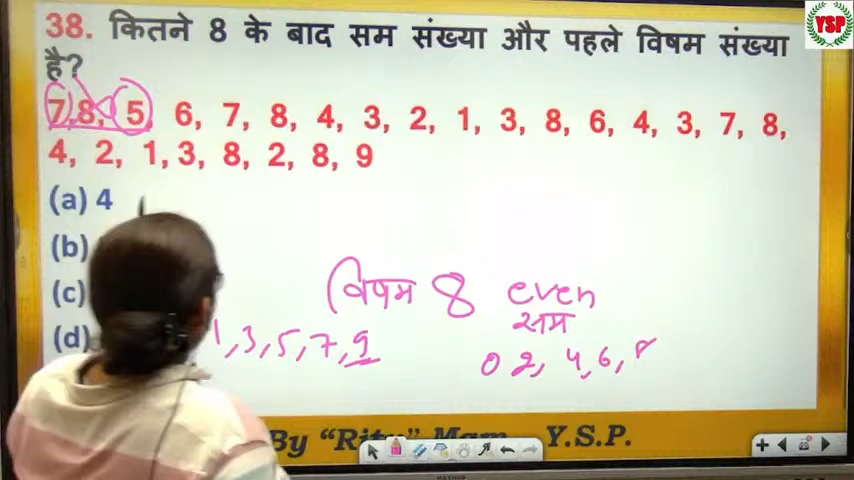 38. कितने 8 के बाद सम संख्या और पहले विषम संख्या
है?
7, 8, 5, 6, 7, 8, 4, 3, 2, 1, 3, 8, 6, 4, 3, 7, 8,
4, 2, 1, 3, 8, 2, 8, 9
(a) 4
(b)
(c)
(d)
विषम 8 even
सम
1, 3, 5, 7, 9
0 2, 4, 6, 8
By "Ritu" Mam Y.S.P.
YSP